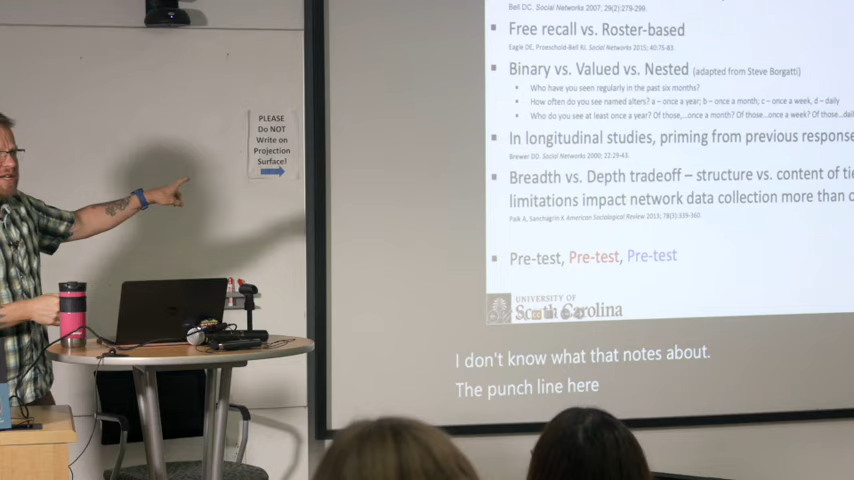 Bell DC. Social Networks 2007; 29(2):279-299.
▪ Free recall vs. Roster-based
Eagle DE, Proeschold-Bell RJ. Social Networks 2015; 40:75-83.
▪ Binary vs. Valued vs. Nested (adapted from Steve Borgatti)
• Who have you seen regularly in the past six months?
• How often do you see named alters? a – once a year; b – once a month; c – once a week, d – daily
• Who do you see at least once a year? Of those,...once a month? Of those...once a week? Of those...
▪ In longitudinal studies, priming from previous response
Brewer DD. Social Networks 2000; 22:29-43.
▪ Breadth vs. Depth tradeoff – structure vs. content of
limitations impact network data collection more than
Paik A, Sanchagrin K American Sociological Review 2013; 78(3):339-360
▪ Pre-test, Pre-test, Pre-test
UNIVERSITY OF
South Carolina
I don't know what that notes about.
The punch line here
PLEASE
Do NOT
Write on
Projection
Surface!